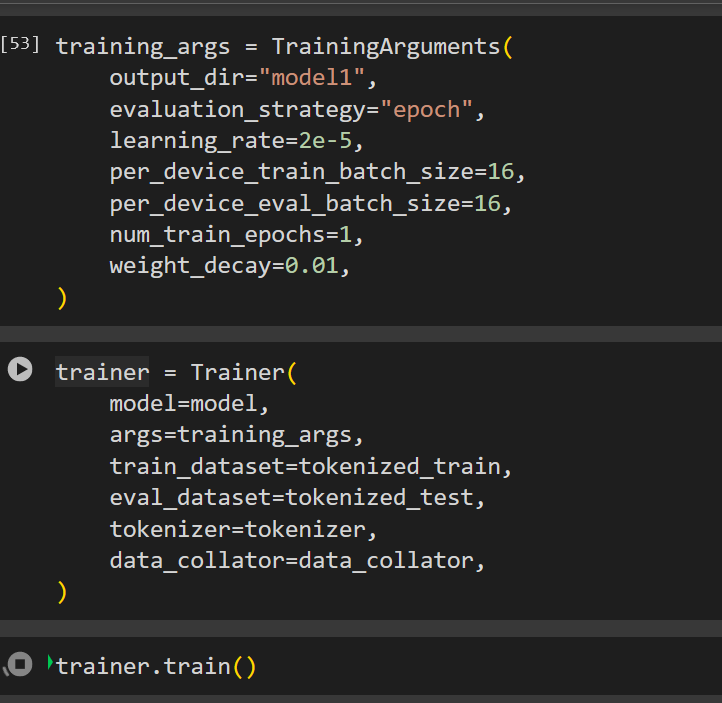 [53] training_args = TrainingArguments(
    output_dir="model1",
    evaluation_strategy="epoch",
    learning_rate=2e-5,
    per_device_train_batch_size=16,
    per_device_eval_batch_size=16,
    num_train_epochs=1,
    weight_decay=0.01,
)
trainer = Trainer(
    model=model,
    args=training_args,
    train_dataset=tokenized_train,
    eval_dataset=tokenized_test,
    tokenizer=tokenizer,
    data_collator=data_collator,
)
trainer.train()